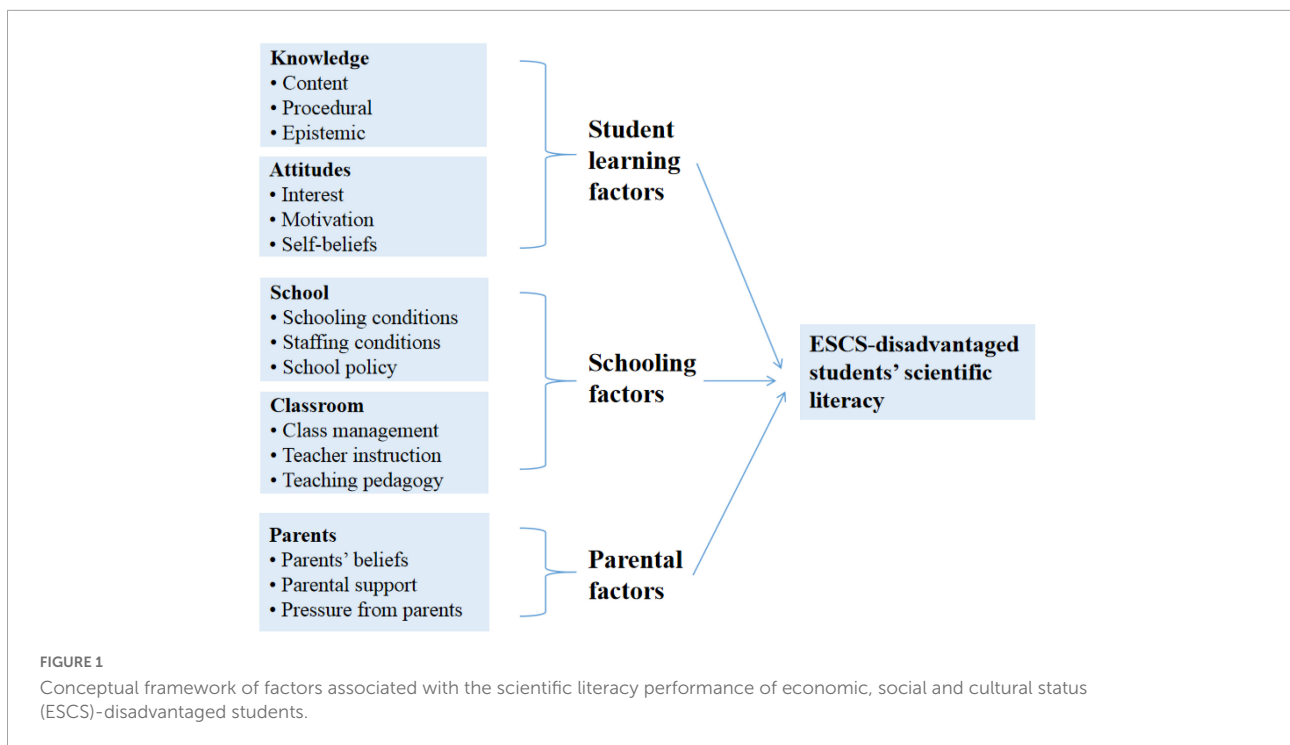 Knowledge
• Content
• Procedural
• Epistemic
Attitudes
• Interest
• Motivation
• Self-beliefs
Student
learning
factors
School
• Schooling conditions
• Staffing conditions
• School policy
Classroom
• Class management
• Teacher instruction
• Teaching pedagogy
Schooling
factors
Parents
• Parents’ beliefs
• Parental support
• Pressure from parents
Parental
factors
ESCS-disadvantaged
students’ scientific
literacy
FIGURE 1
Conceptual framework of factors associated with the scientific literacy performance of economic, social and cultural status
(ESCS)-disadvantaged students.